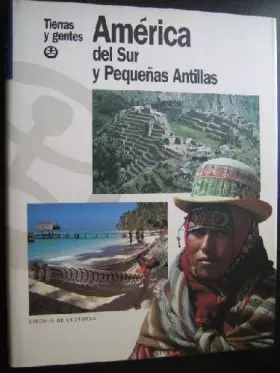 Tierras
y gentes
América
del Sur
y Pequeñas Antillas
CÍRCULO DE LECTORES